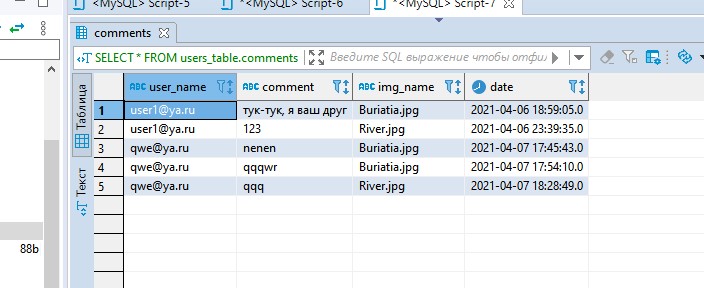 <MySQL> Script-5 *<MySQL> Script-6 *<MySQL> Script-7
comments
SELECT * FROM users_table.comments Введите SQL выражение чтобы отфил
Таблица
Текст
user_name comment img_name date
1 user1@ya.ru тук-тук, я ваш друг Buriatia.jpg 2021-04-06 18:59:05.0
2 user1@ya.ru 123 River.jpg 2021-04-06 23:39:35.0
3 qwe@ya.ru nenen Buriatia.jpg 2021-04-07 17:45:43.0
4 qwe@ya.ru qqqwr Buriatia.jpg 2021-04-07 17:54:10.0
5 qwe@ya.ru qqq River.jpg 2021-04-07 18:28:49.0
88b